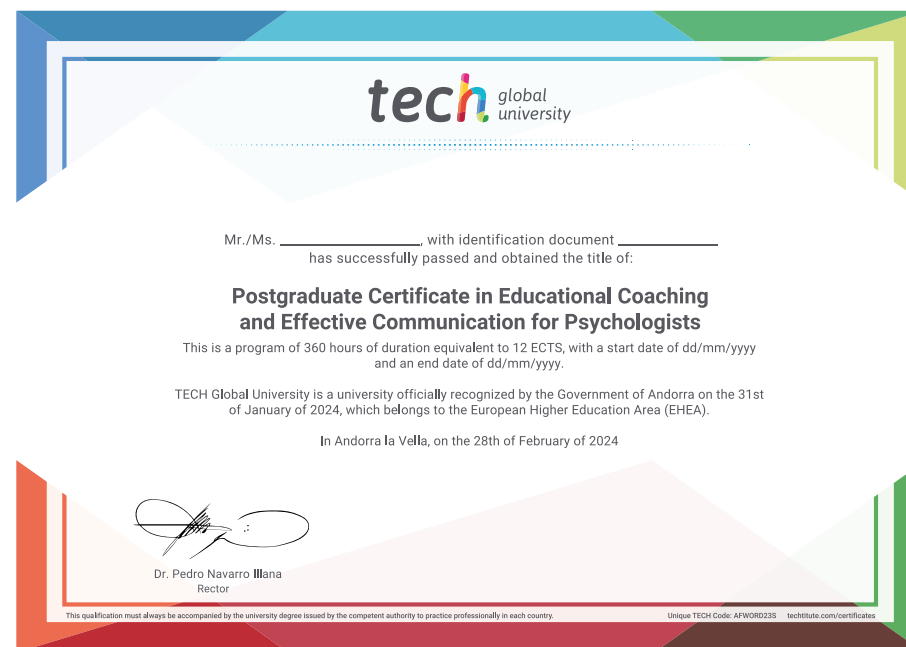 tech global university
Mr./Ms. ____________, with identification document ____________
has successfully passed and obtained the title of:
Postgraduate Certificate in Educational Coaching
and Effective Communication for Psychologists
This is a program of 360 hours of duration equivalent to 12 ECTS, with a start date of dd/mm/yyyy
and an end date of dd/mm/yyyy.
TECH Global University is a university officially recognized by the Government of Andorra on the 31st
of January of 2024, which belongs to the European Higher Education Area (EHEA).
In Andorra la Vella, on the 28th of February of 2024
Dr. Pedro Navarro Illana
Rector
This qualification must always be accompanied by the university degree issued by the competent authority to practice professionally in each country.
Unique TECH Code: AFWORD23S techtitute.com/certificates